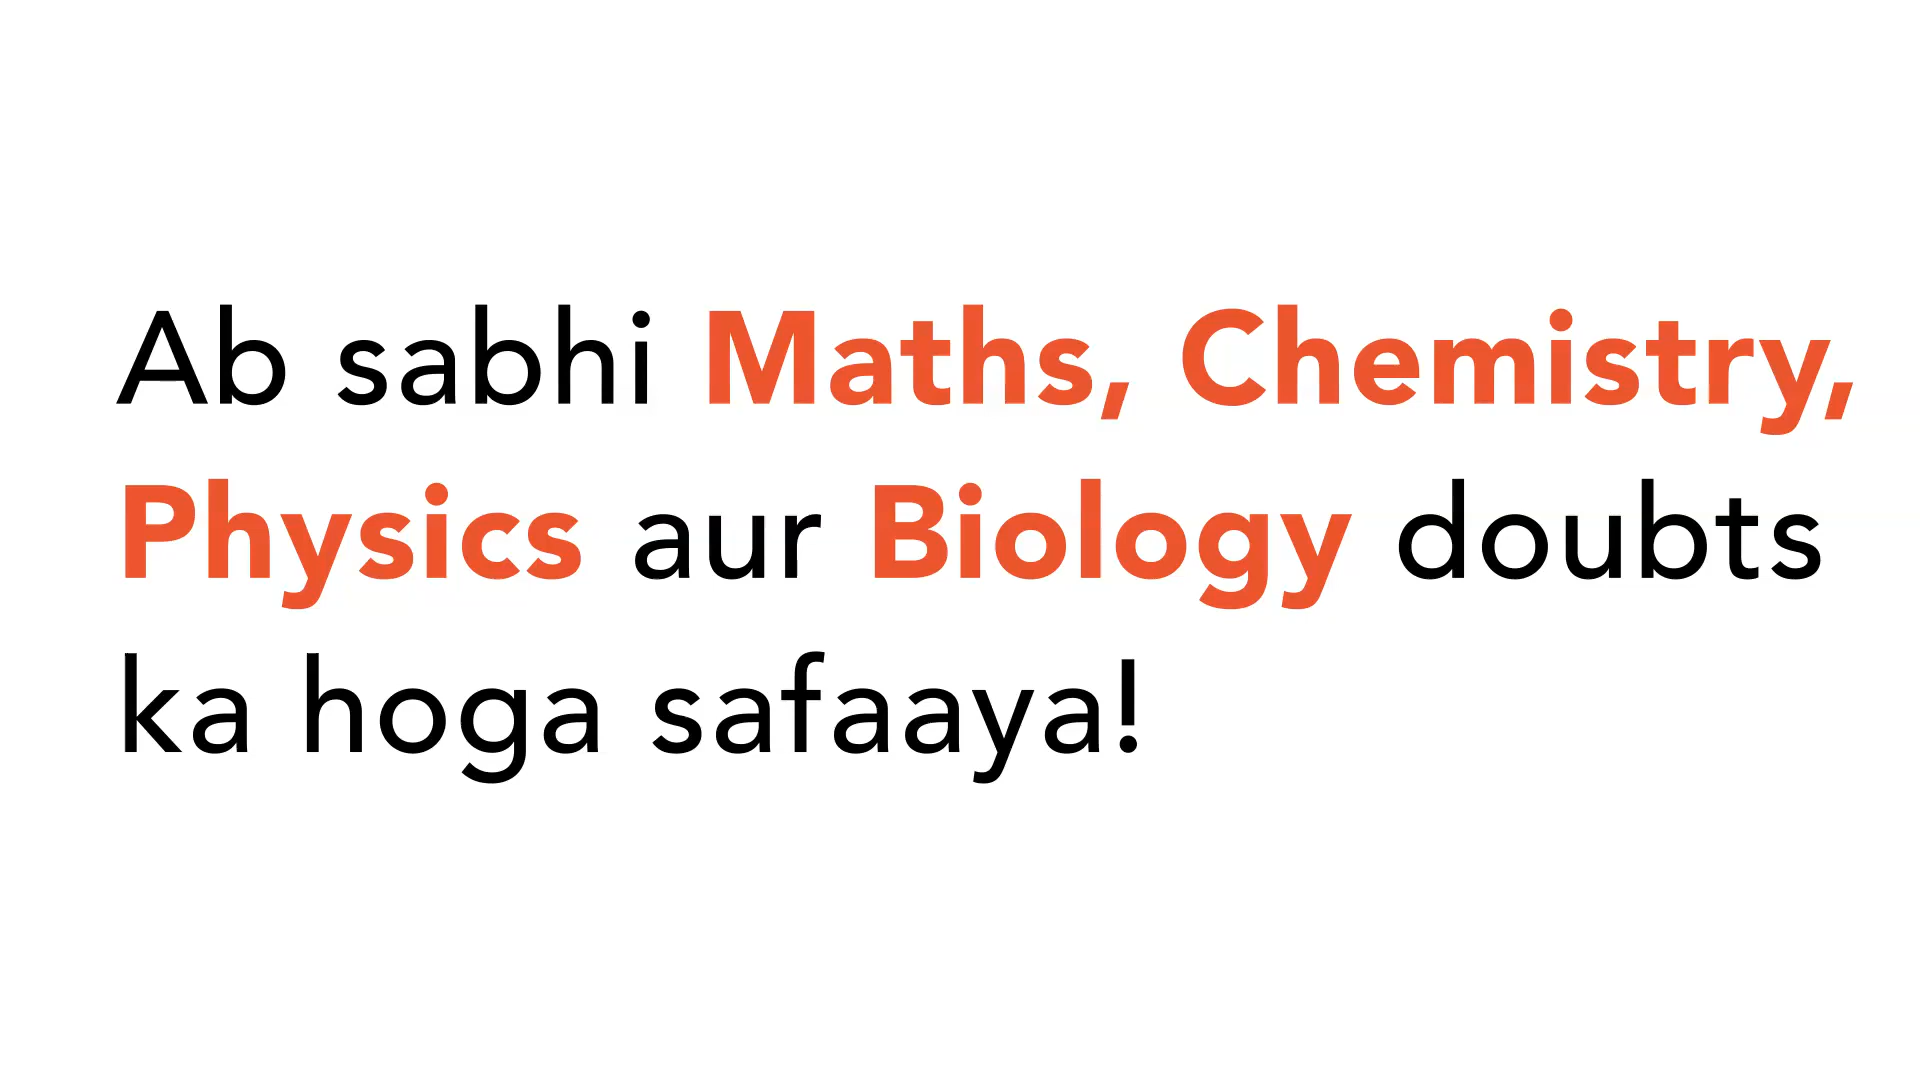 Ab sabhi Maths, Chemistry,
Physics aur Biology doubts
ka hoga safaaya!